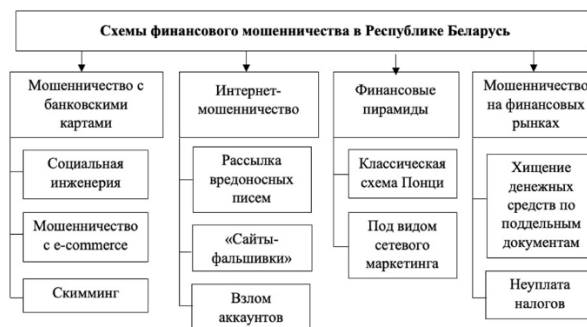 Схемы финансового мошенничества в Республике Беларусь
Мошенничество с
банковскими
картами
Социальная
инженерия
Мошенничество
с e-commerce
Скимминг
Интернет-
мошенничество
Рассылка
вредоносных
писем
«Сайты-
фальшивки»
Взлом
аккаунтов
Финансовые
пирамиды
Классическая
схема Понци
Под видом
сетевого
маркетинга
Мошенничество
на финансовых
рынках
Хищение
денежных
средств по
поддельным
документам
Неуплата
налогов